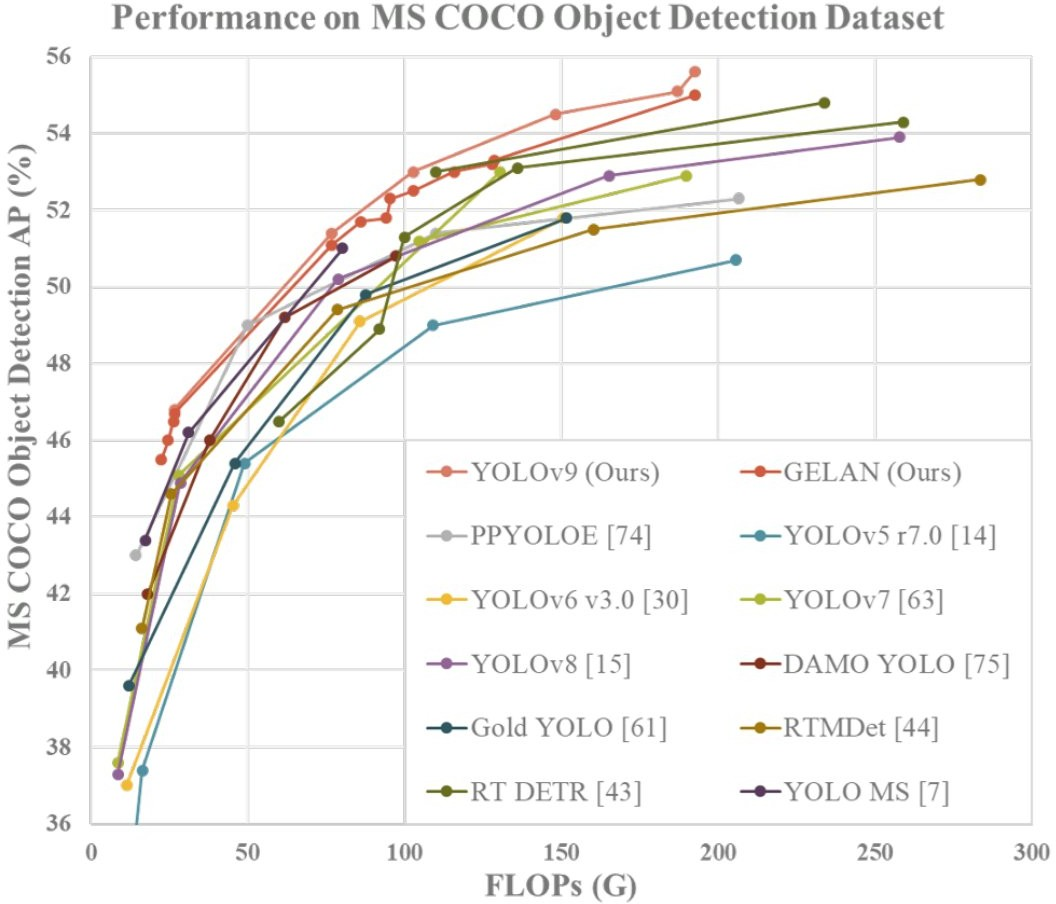 Performance on MS COCO Object Detection Dataset
MS COCO Object Detection AP (%)
56
54
52
50
48
46
44
42
40
38
36
YOLOv9 (Ours) GELAN (Ours)
PPYOLOE [74] YOLOv5 r7.0 [14]
YOLOv6 v3.0 [30] YOLOv7 [63]
YOLOv8 [15] DAMO YOLO [75]
Gold YOLO [61] RTMDet [44]
RT DETR [43] YOLO MS [7]
0 50 100 150 200 250 300
FLOPs (G)